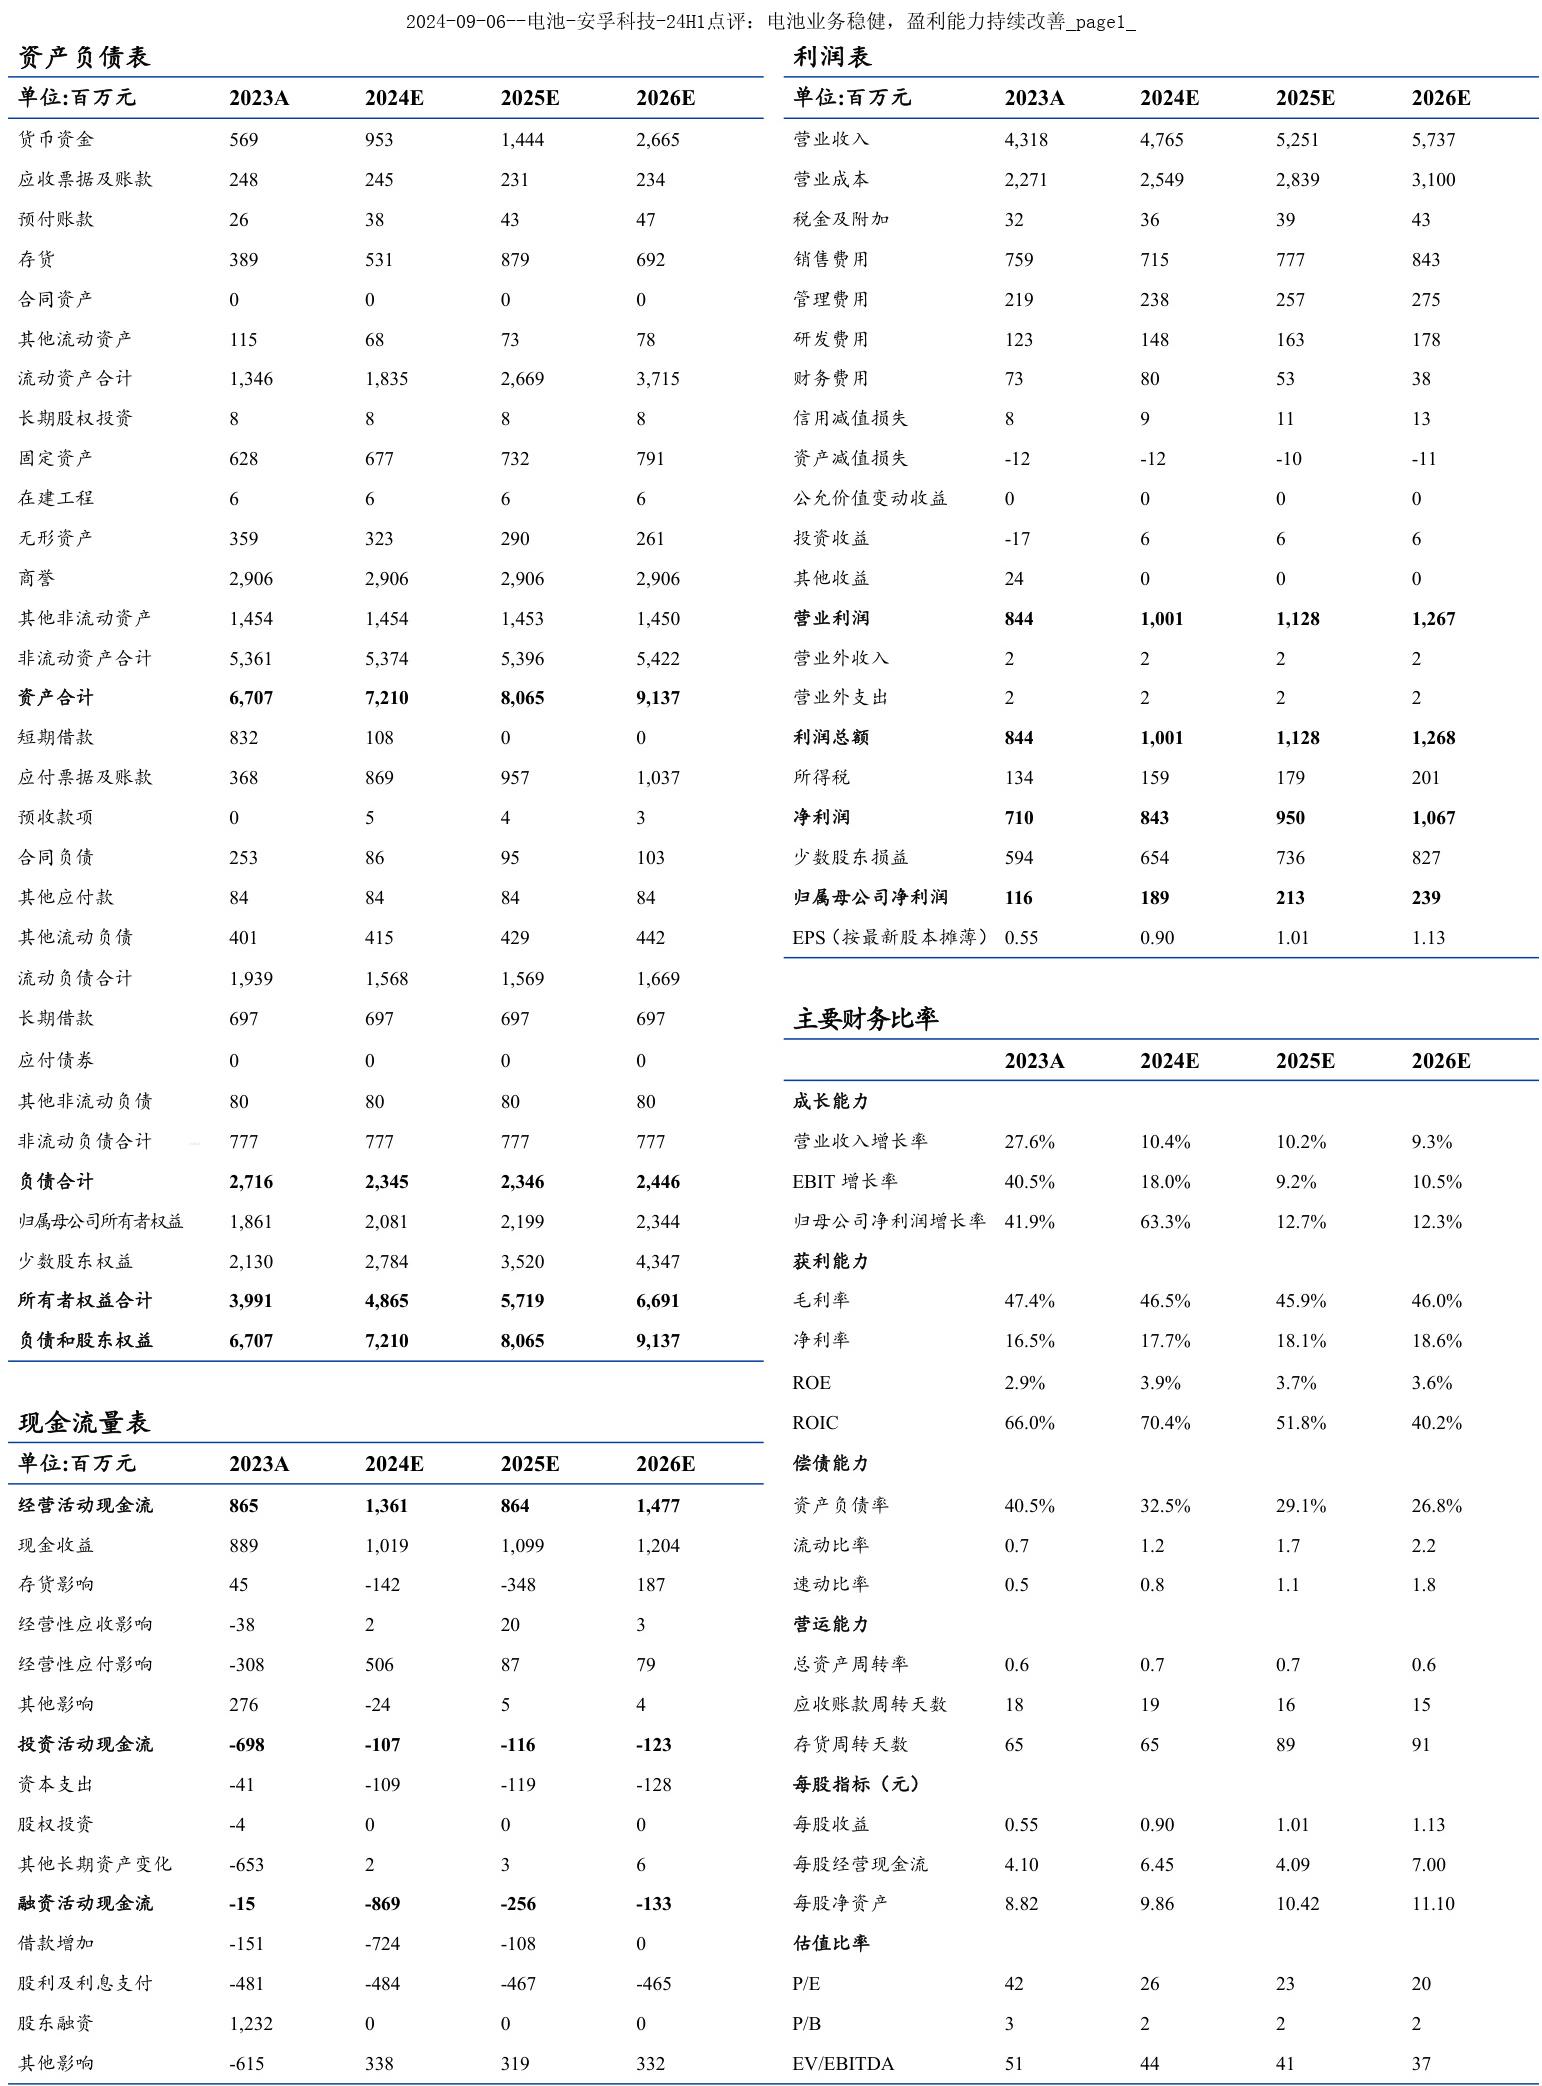 2024-09-06--电池-安孚科技-24H1点评：电池业务稳健，盈利能力持续改善_page1_
资产负债表
单位:百万元 2023A 2024E 2025E 2026E
货币资金 569 953 1,444 2,665
应收票据及账款 248 245 231 234
预付账款 26 38 43 47
存货 389 531 879 692
合同资产 0 0 0 0
其他流动资产 115 68 73 78
流动资产合计 1,346 1,835 2,669 3,715
长期股权投资 8 8 8 8
固定资产 628 677 732 791
在建工程 6 6 6 6
无形资产 359 323 290 261
商誉 2,906 2,906 2,906 2,906
其他非流动资产 1,454 1,454 1,453 1,450
非流动资产合计 5,361 5,374 5,396 5,422
资产合计 6,707 7,210 8,065 9,137
短期借款 832 108 0 0
应付票据及账款 368 869 957 1,037
预收款项 0 5 4 3
合同负债 253 86 95 103
其他应付款 84 84 84 84
其他流动负债 401 415 429 442
流动负债合计 1,939 1,568 1,569 1,669
长期借款 697 697 697 697
应付债券 0 0 0 0
其他非流动负债 80 80 80 80
非流动负债合计 777 777 777 777
负债合计 2,716 2,345 2,346 2,446
归属母公司所有者权益 1,861 2,081 2,199 2,344
少数股东权益 2,130 2,784 3,520 4,347
所有者权益合计 3,991 4,865 5,719 6,691
负债和股东权益 6,707 7,210 8,065 9,137
现金流量表
单位:百万元 2023A 2024E 2025E 2026E
经营活动现金流 865 1,361 864 1,477
现金收益 889 1,019 1,099 1,204
存货影响 45 -142 -348 187
经营性应收影响 -38 2 20 3
经营性应付影响 -308 506 87 79
其他影响 276 -24 5 4
投资活动现金流 -698 -107 -116 -123
资本支出 -41 -109 -119 -128
股权投资 -4 0 0 0
其他长期资产变化 -653 2 3 6
融资活动现金流 -15 -869 -256 -133
借款增加 -151 -724 -108 0
股利及利息支付 -481 -484 -467 -465
股东融资 1,232 0 0 0
其他影响 -615 338 319 332
利润表
单位:百万元 2023A 2024E 2025E 2026E
营业收入 4,318 4,765 5,251 5,737
营业成本 2,271 2,549 2,839 3,100
税金及附加 32 36 39 43
销售费用 759 715 777 843
管理费用 219 238 257 275
研发费用 123 148 163 178
财务费用 73 80 53 38
信用减值损失 8 9 11 13
资产减值损失 -12 -12 -10 -11
公允价值变动收益 0 0 0 0
投资收益 -17 6 6 6
其他收益 24 0 0 0
营业利润 844 1,001 1,128 1,267
营业外收入 2 2 2 2
营业外支出 2 2 2 2
利润总额 844 1,001 1,128 1,268
所得税 134 159 179 201
净利润 710 843 950 1,067
少数股东损益 594 654 736 827
归属母公司净利润 116 189 213 239
EPS（按最新股本摊薄） 0.55 0.90 1.01 1.13
主要财务比率
2023A 2024E 2025E 2026E
成长能力
营业收入增长率 27.6% 10.4% 10.2% 9.3%
EBIT 增长率 40.5% 18.0% 9.2% 10.5%
归母公司净利润增长率 41.9% 63.3% 12.7% 12.3%
获利能力
毛利率 47.4% 46.5% 45.9% 46.0%
净利率 16.5% 17.7% 18.1% 18.6%
ROE 2.9% 3.9% 3.7% 3.6%
ROIC 66.0% 70.4% 51.8% 40.2%
偿债能力
资产负债率 40.5% 32.5% 29.1% 26.8%
流动比率 0.7 1.2 1.7 2.2
速动比率 0.5 0.8 1.1 1.8
营运能力
总资产周转率 0.6 0.7 0.7 0.6
应收账款周转天数 18 19 16 15
存货周转天数 65 65 89 91
每股指标（元）
每股收益 0.55 0.90 1.01 1.13
每股经营现金流 4.10 6.45 4.09 7.00
每股净资产 8.82 9.86 10.42 11.10
估值比率
P/E 42 26 23 20
P/B 3 2 2 2
EV/EBITDA 51 44 41 37